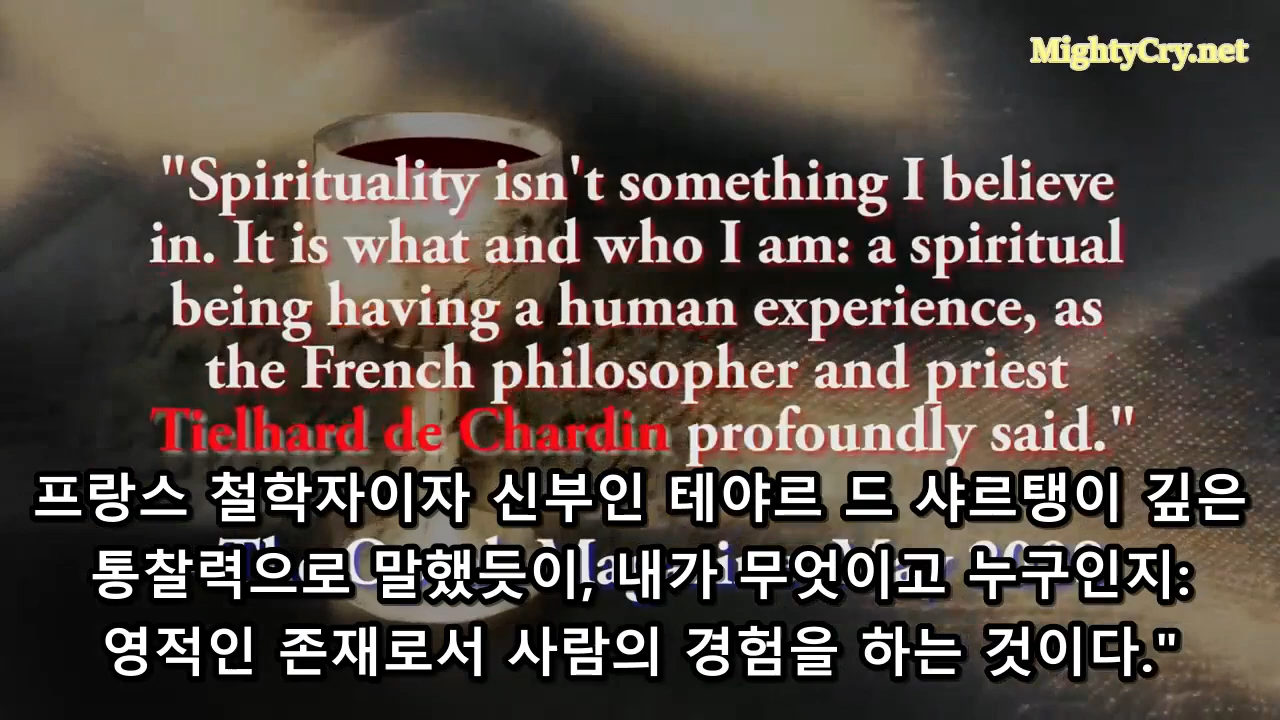 MightyCry.net
"Spirituality isn't something I believe
in. It is what and who I am: a spiritual
being having a human experience, as
the French philosopher and priest
Tielhard de Chardin profoundly said."
프랑스 철학자이자 신부인 테야르 드 샤르탱이 깊은
통찰력으로 말했듯이, 내가 무엇이고 누구인지:
영적인 존재로서 사람의 경험을 하는 것이다."